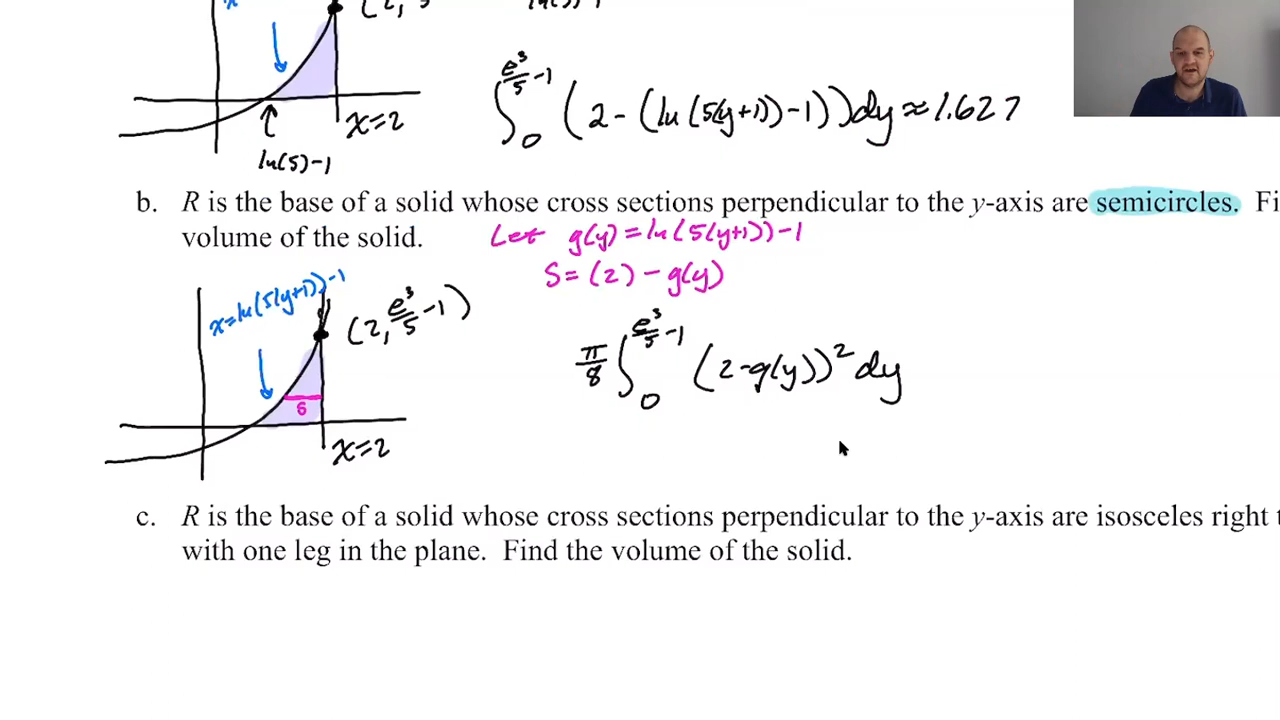 (2,
∫₀^{e³/5 -1} (2-(ln(5(y+1))-1))dy≈1.627
x=2
ln(5)-1
b. R is the base of a solid whose cross sections perpendicular to the y-axis are semicircles. Fi
volume of the solid.
Let g(y)=ln(5(y+1))-1
S=(2)-g(y)
x=ln(5(y+1))-1
(2, e³/5 -1)
π/8 ∫₀^{e³/5 -1} (2-g(y))² dy
s
x=2
c. R is the base of a solid whose cross sections perpendicular to the y-axis are isosceles right t
with one leg in the plane. Find the volume of the solid.